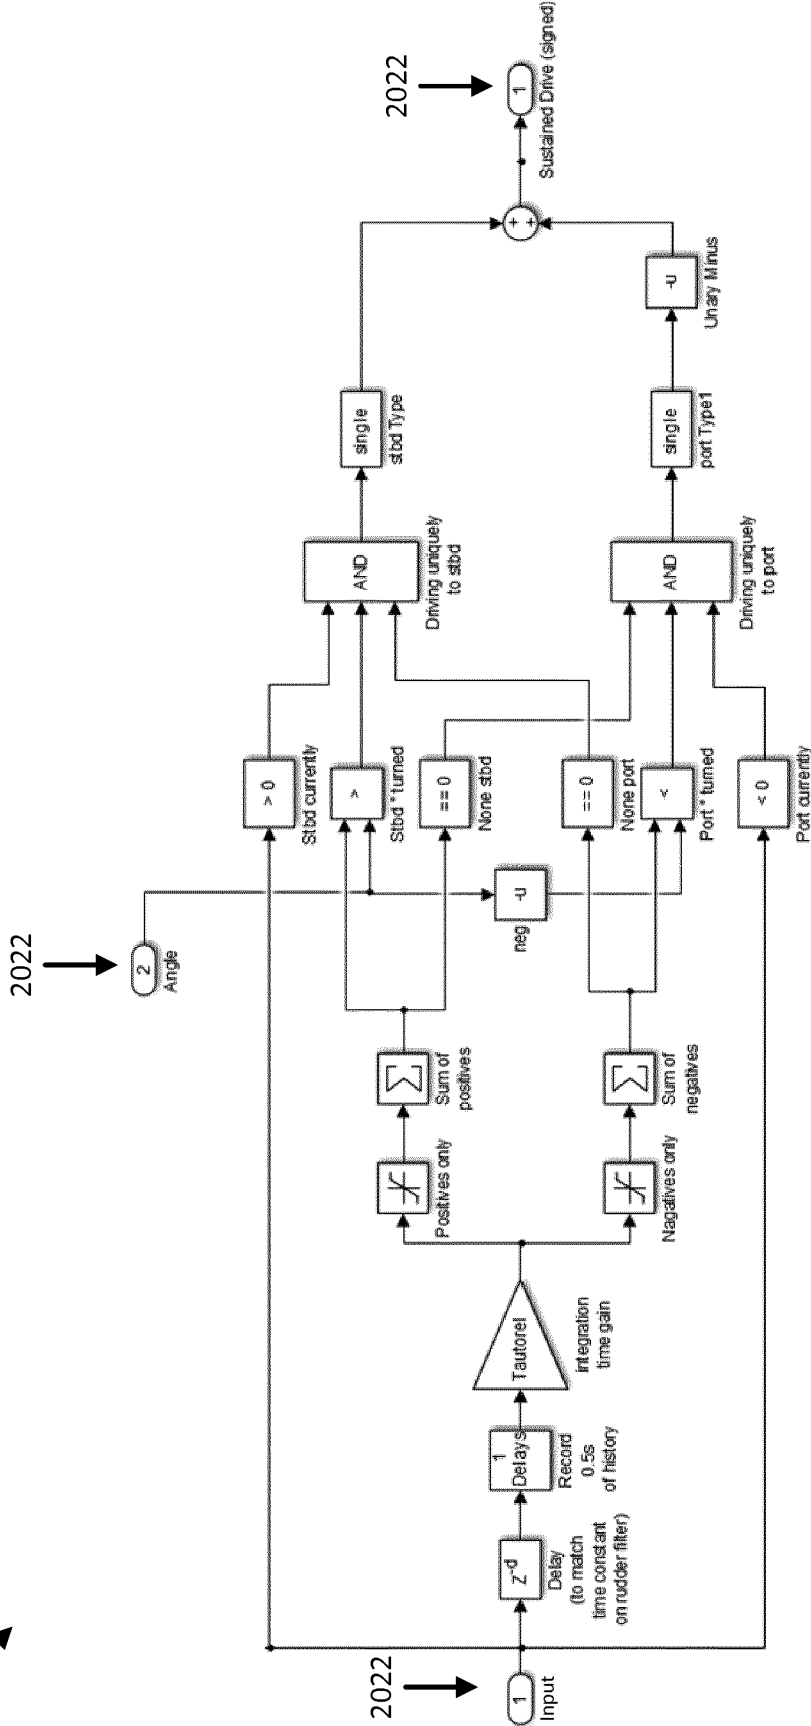 2022
1
Input
Z⁻ᵈ
Delay
(to match
time constant
on rudder filter)
1
Delays
Record
0.5s
of history
Tautorel
integration
time gain
Positives only
Sum of
positives
Nagatives only
Sum of
negatives
2022
2
Angle
-u
neg
> 0
Stbd currently
>
Stbd * turned
== 0
None stbd
== 0
None port
<
Port * turned
< 0
Port currently
AND
Driving uniquely
to stbd
AND
Driving uniquely
to port
single
stbd Type
single
port Type1
-u
Unary Minus
+
+
2022
1
Sustained Drive (signed)